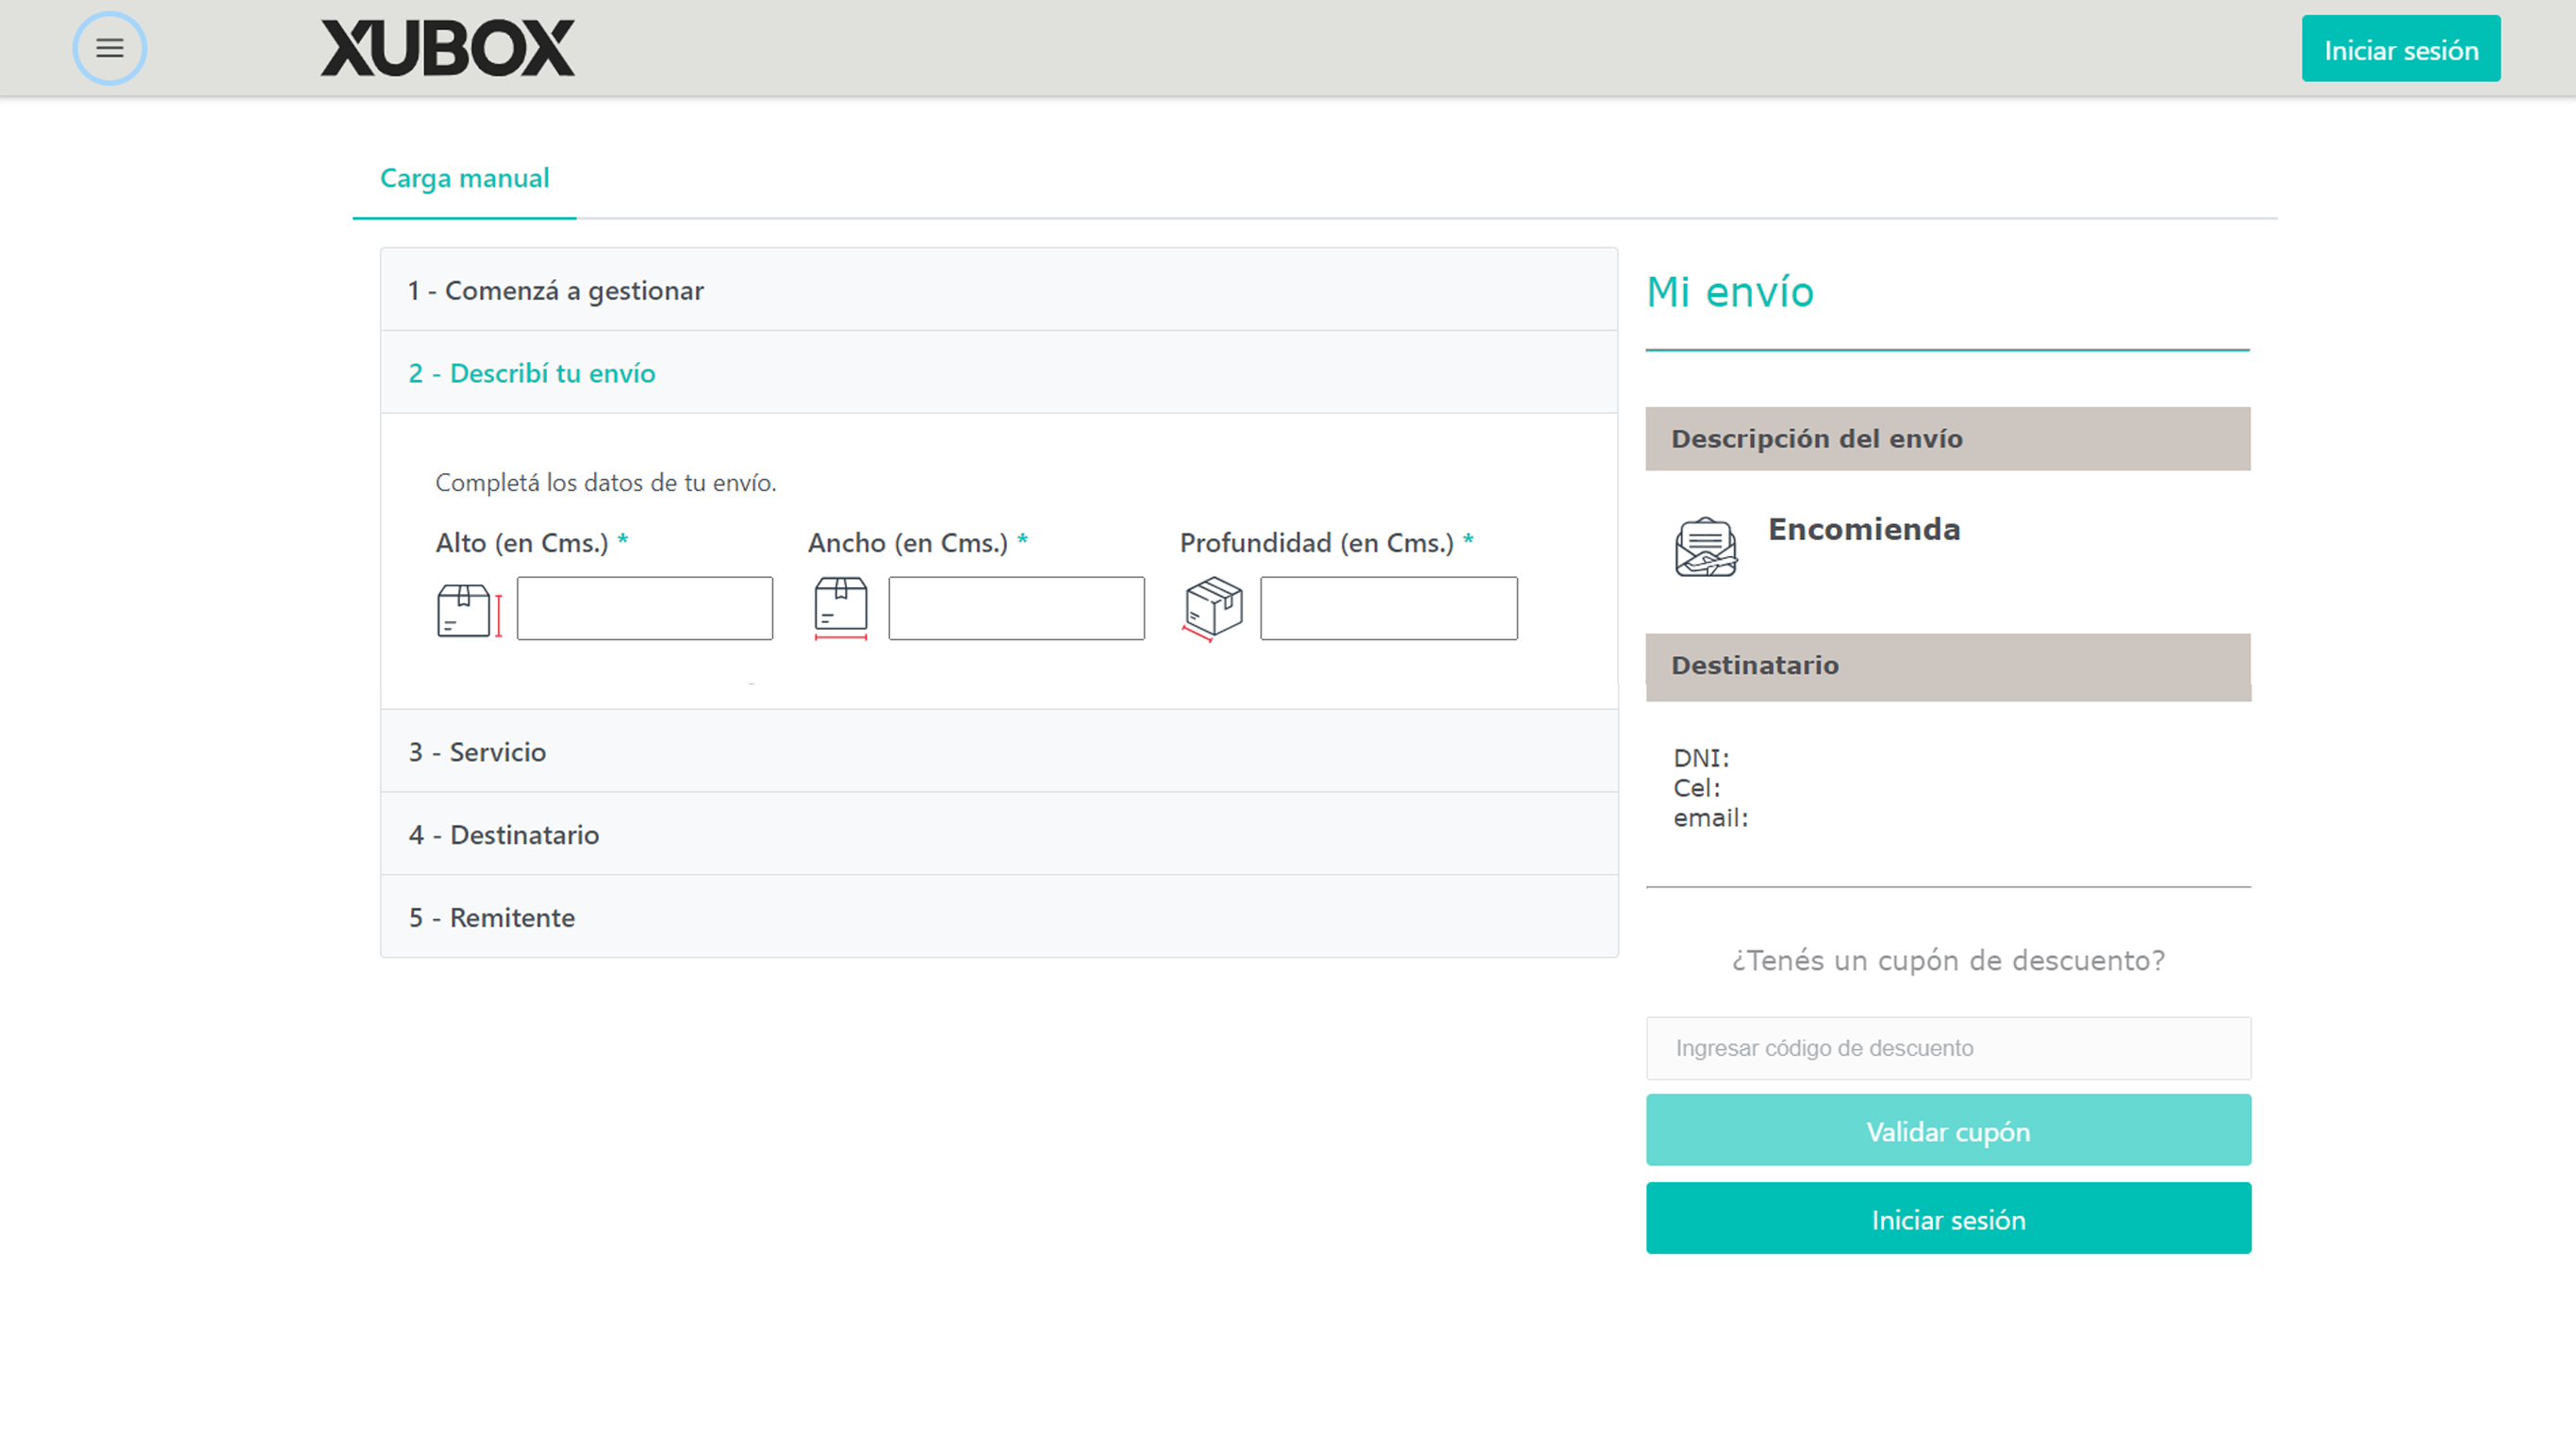 XUBOX
Iniciar sesión
Carga manual
1 - Comenzá a gestionar
2 - Describí tu envío
Completá los datos de tu envío.
Alto (en Cms.) *
Ancho (en Cms.) *
Profundidad (en Cms.) *
3 - Servicio
4 - Destinatario
5 - Remitente
Mi envío
Descripción del envío
Encomienda
Destinatario
DNI:
Cel:
email:
¿Tenés un cupón de descuento?
Ingresar código de descuento
Validar cupón
Iniciar sesión